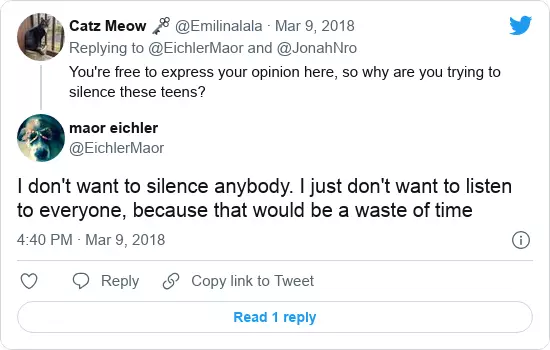 Catz Meow 🗝 @Emilinalala · Mar 9, 2018
Replying to @EichlerMaor and @JonahNro
You're free to express your opinion here, so why are you trying to
silence these teens?
maor eichler
@EichlerMaor
I don't want to silence anybody. I just don't want to listen
to everyone, because that would be a waste of time
4:40 PM · Mar 9, 2018
Reply
Copy link to Tweet
Read 1 reply